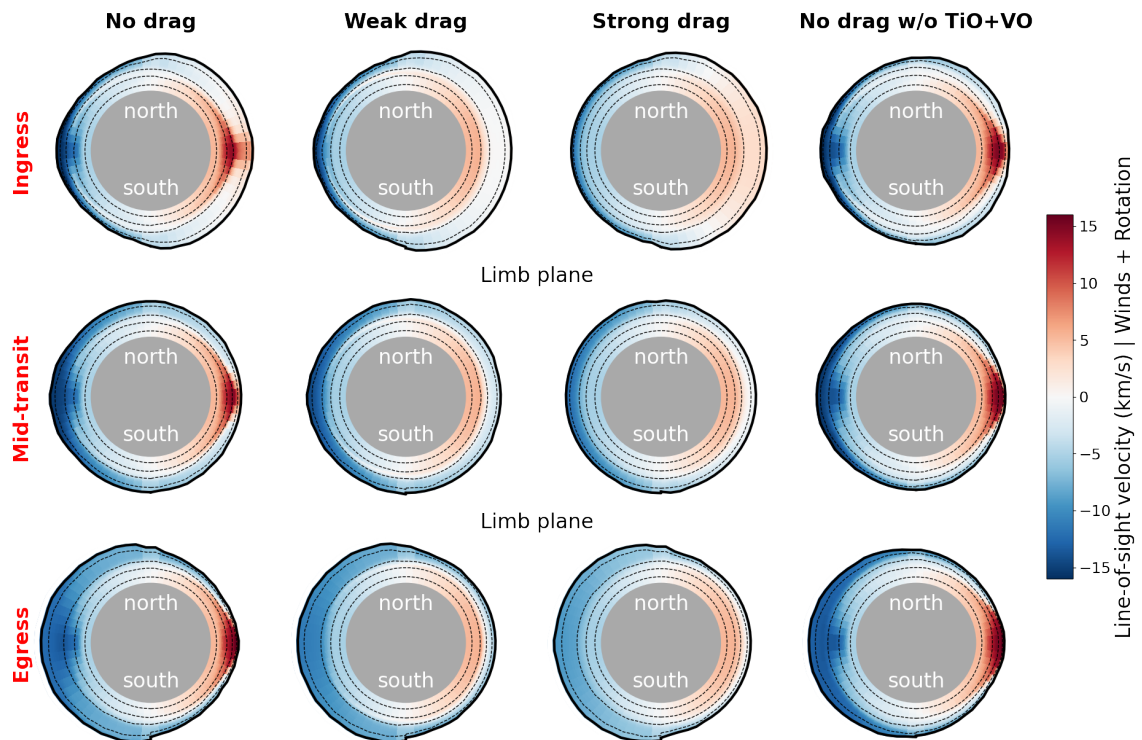 No drag
Weak drag
Strong drag
No drag w/o TiO+VO
Ingress
north
south
north
south
north
south
north
south
Limb plane
Mid-transit
north
south
north
south
north
south
north
south
Limb plane
Egress
north
south
north
south
north
south
north
south
15
10
5
0
−5
−10
−15
Line-of-sight velocity (km/s) | Winds + Rotation